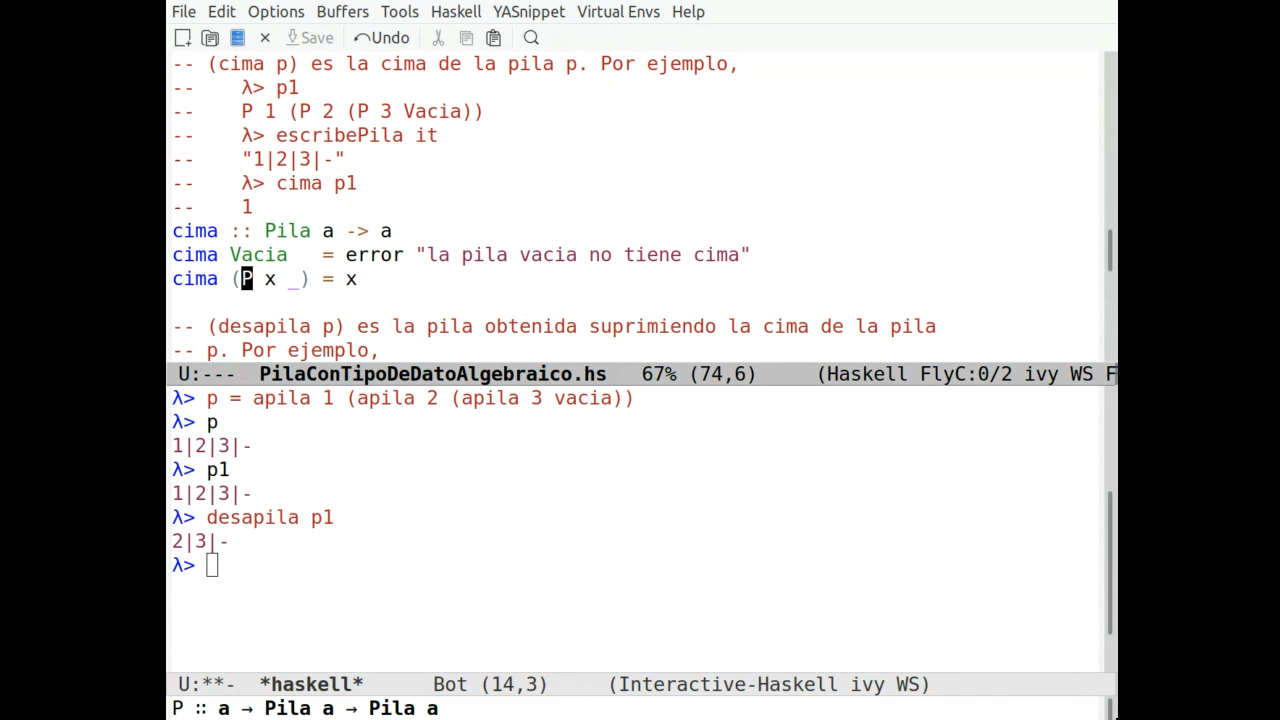 File Edit Options Buffers Tools Haskell YASnippet Virtual Envs Help
Save Undo
-- (cima p) es la cima de la pila p. Por ejemplo,
--    λ> p1
--    P 1 (P 2 (P 3 Vacia))
--    λ> escribePila it
--    "1|2|3|-"
--    λ> cima p1
--    1
cima :: Pila a -> a
cima Vacia   = error "la pila vacia no tiene cima"
cima (P x _) = x
-- (desapila p) es la pila obtenida suprimiendo la cima de la pila
-- p. Por ejemplo,
U:--- PilaConTipoDeDatoAlgebraico.hs 67% (74,6) (Haskell FlyC:0/2 ivy WS F
λ> p = apila 1 (apila 2 (apila 3 vacia))
λ> p
1|2|3|-
λ> p1
1|2|3|-
λ> desapila p1
2|3|-
λ>
U:**- *haskell* Bot (14,3) (Interactive-Haskell ivy WS)
P ∷ a → Pila a → Pila a